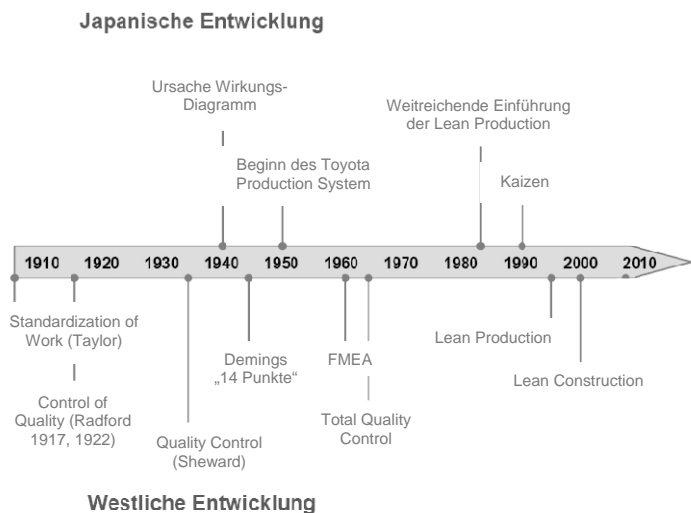 Japanische Entwicklung
Ursache Wirkungs-
Diagramm
Weitreichende Einführung
der Lean Production
Beginn des Toyota
Production System
Kaizen
1910 1920 1930 1940 1950 1960 1970 1980 1990 2000 2010
Standardization of
Work (Taylor)
Control of
Quality (Radford
1917, 1922)
Quality Control
(Sheward)
Demings
„14 Punkte“
FMEA
Total Quality
Control
Lean Production
Lean Construction
Westliche Entwicklung